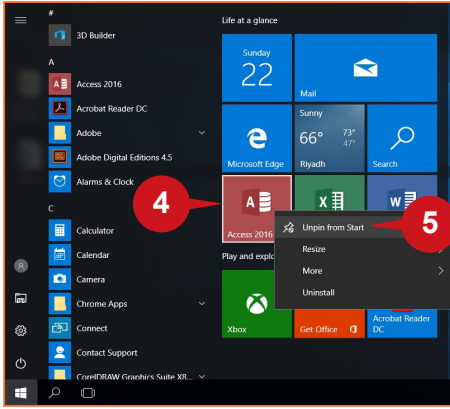 #
3D Builder
A
Access 2016
Acrobat Reader DC
Adobe
Adobe Digital Editions 4.5
Alarms & Clock
C
Calculator
Calendar
Camera
Chrome Apps
Connect
Contact Support
CorelDRAW Graphics Suite X8...
Life at a glance
Sunday
22
Mail
Microsoft Edge
Sunny
66° 73°
47°
Riyadh
Search
4
Access 2016
Unpin from Start
5
Resize
More
Uninstall
Play and explo
Xbox
Get Office
Acrobat Reader
DC